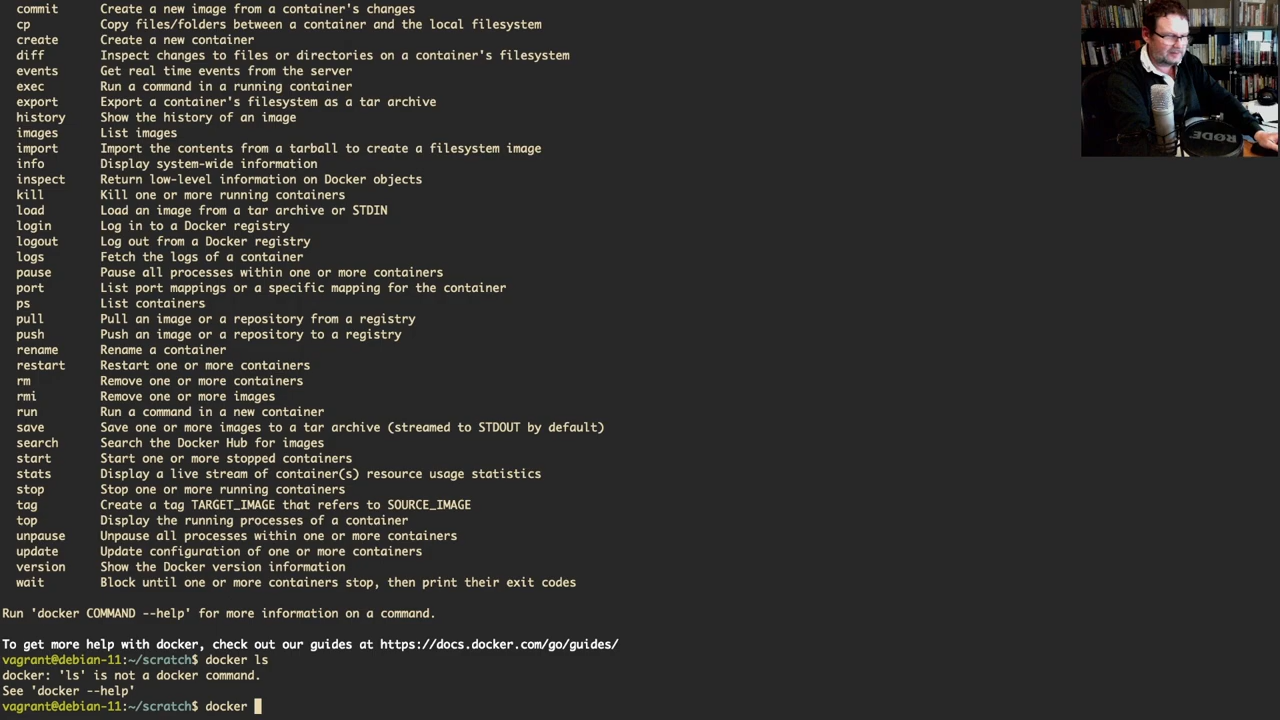 commit      Create a new image from a container's changes
cp          Copy files/folders between a container and the local filesystem
create      Create a new container
diff        Inspect changes to files or directories on a container's filesystem
events      Get real time events from the server
exec        Run a command in a running container
export      Export a container's filesystem as a tar archive
history     Show the history of an image
images      List images
import      Import the contents from a tarball to create a filesystem image
info        Display system-wide information
inspect     Return low-level information on Docker objects
kill        Kill one or more running containers
load        Load an image from a tar archive or STDIN
login       Log in to a Docker registry
logout      Log out from a Docker registry
logs        Fetch the logs of a container
pause       Pause all processes within one or more containers
port        List port mappings or a specific mapping for the container
ps          List containers
pull        Pull an image or a repository from a registry
push        Push an image or a repository to a registry
rename      Rename a container
restart     Restart one or more containers
rm          Remove one or more containers
rmi         Remove one or more images
run         Run a command in a new container
save        Save one or more images to a tar archive (streamed to STDOUT by default)
search      Search the Docker Hub for images
start       Start one or more stopped containers
stats       Display a live stream of container(s) resource usage statistics
stop        Stop one or more running containers
tag         Create a tag TARGET_IMAGE that refers to SOURCE_IMAGE
top         Display the running processes of a container
unpause     Unpause all processes within one or more containers
update      Update configuration of one or more containers
version     Show the Docker version information
wait        Block until one or more containers stop, then print their exit codes
Run 'docker COMMAND --help' for more information on a command.
To get more help with docker, check out our guides at https://docs.docker.com/go/guides/
vagrant@debian-11:~/scratch$ docker ls
docker: 'ls' is not a docker command.
See 'docker --help'
vagrant@debian-11:~/scratch$ docker
RØDE